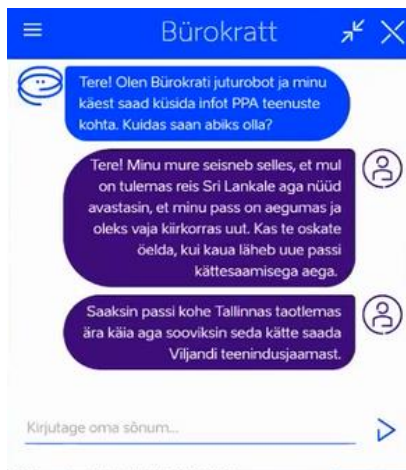 Bürokratt
Tere! Olen Bürokrati juturobot ja minu
käest saad küsida infot PPA teenuste
kohta. Kuidas saan abiks olla?
Tere! Minu mure seisneb selles, et mul
on tulemas reis Sri Lankale aga nüüd
avastasin, et minu pass on aegumas ja
oleks vaja kiirkorras uut. Kas te oskate
öelda, kui kaua läheb uue passi
kättesaamisega aega.
Saaksin passi kohe Tallinnas taotlemas
ära käia aga sooviksin seda kätte saada
Viljandi teenindusjaamast.
Kirjutage oma sõnum...